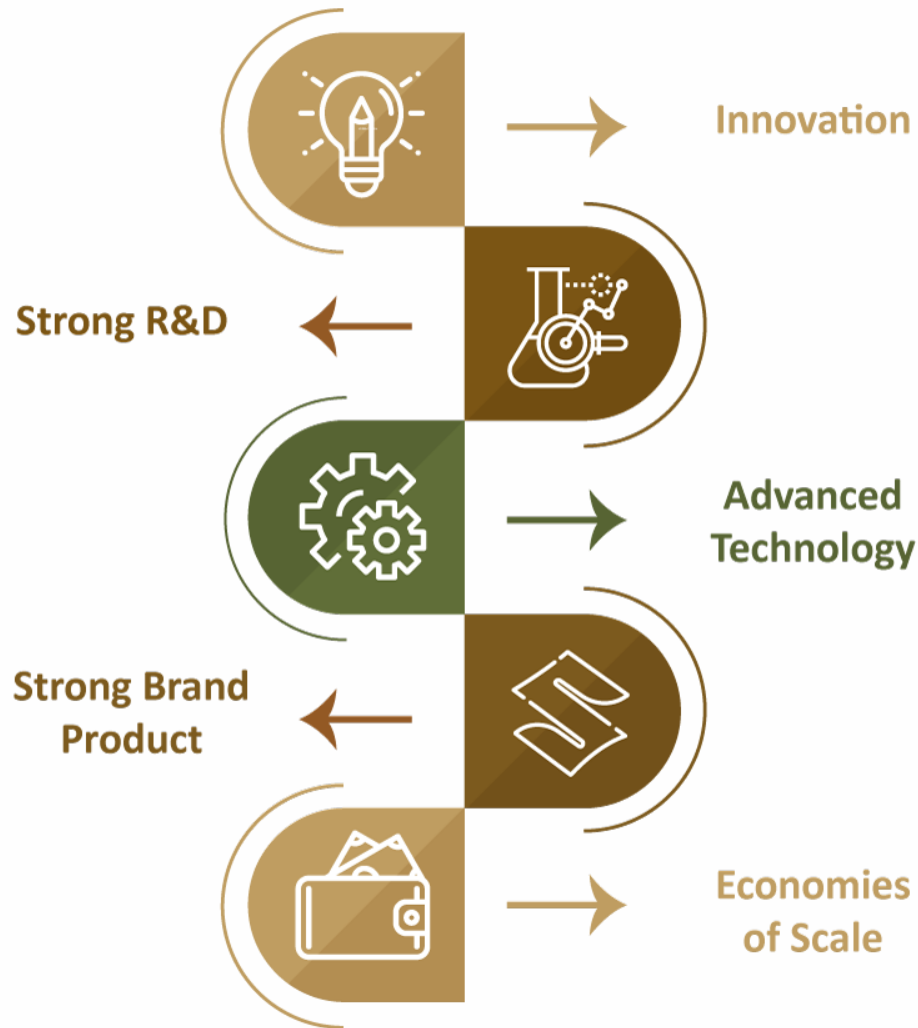 Innovation
Strong R&D
Advanced
Technology
Strong Brand
Product
Economies
of Scale